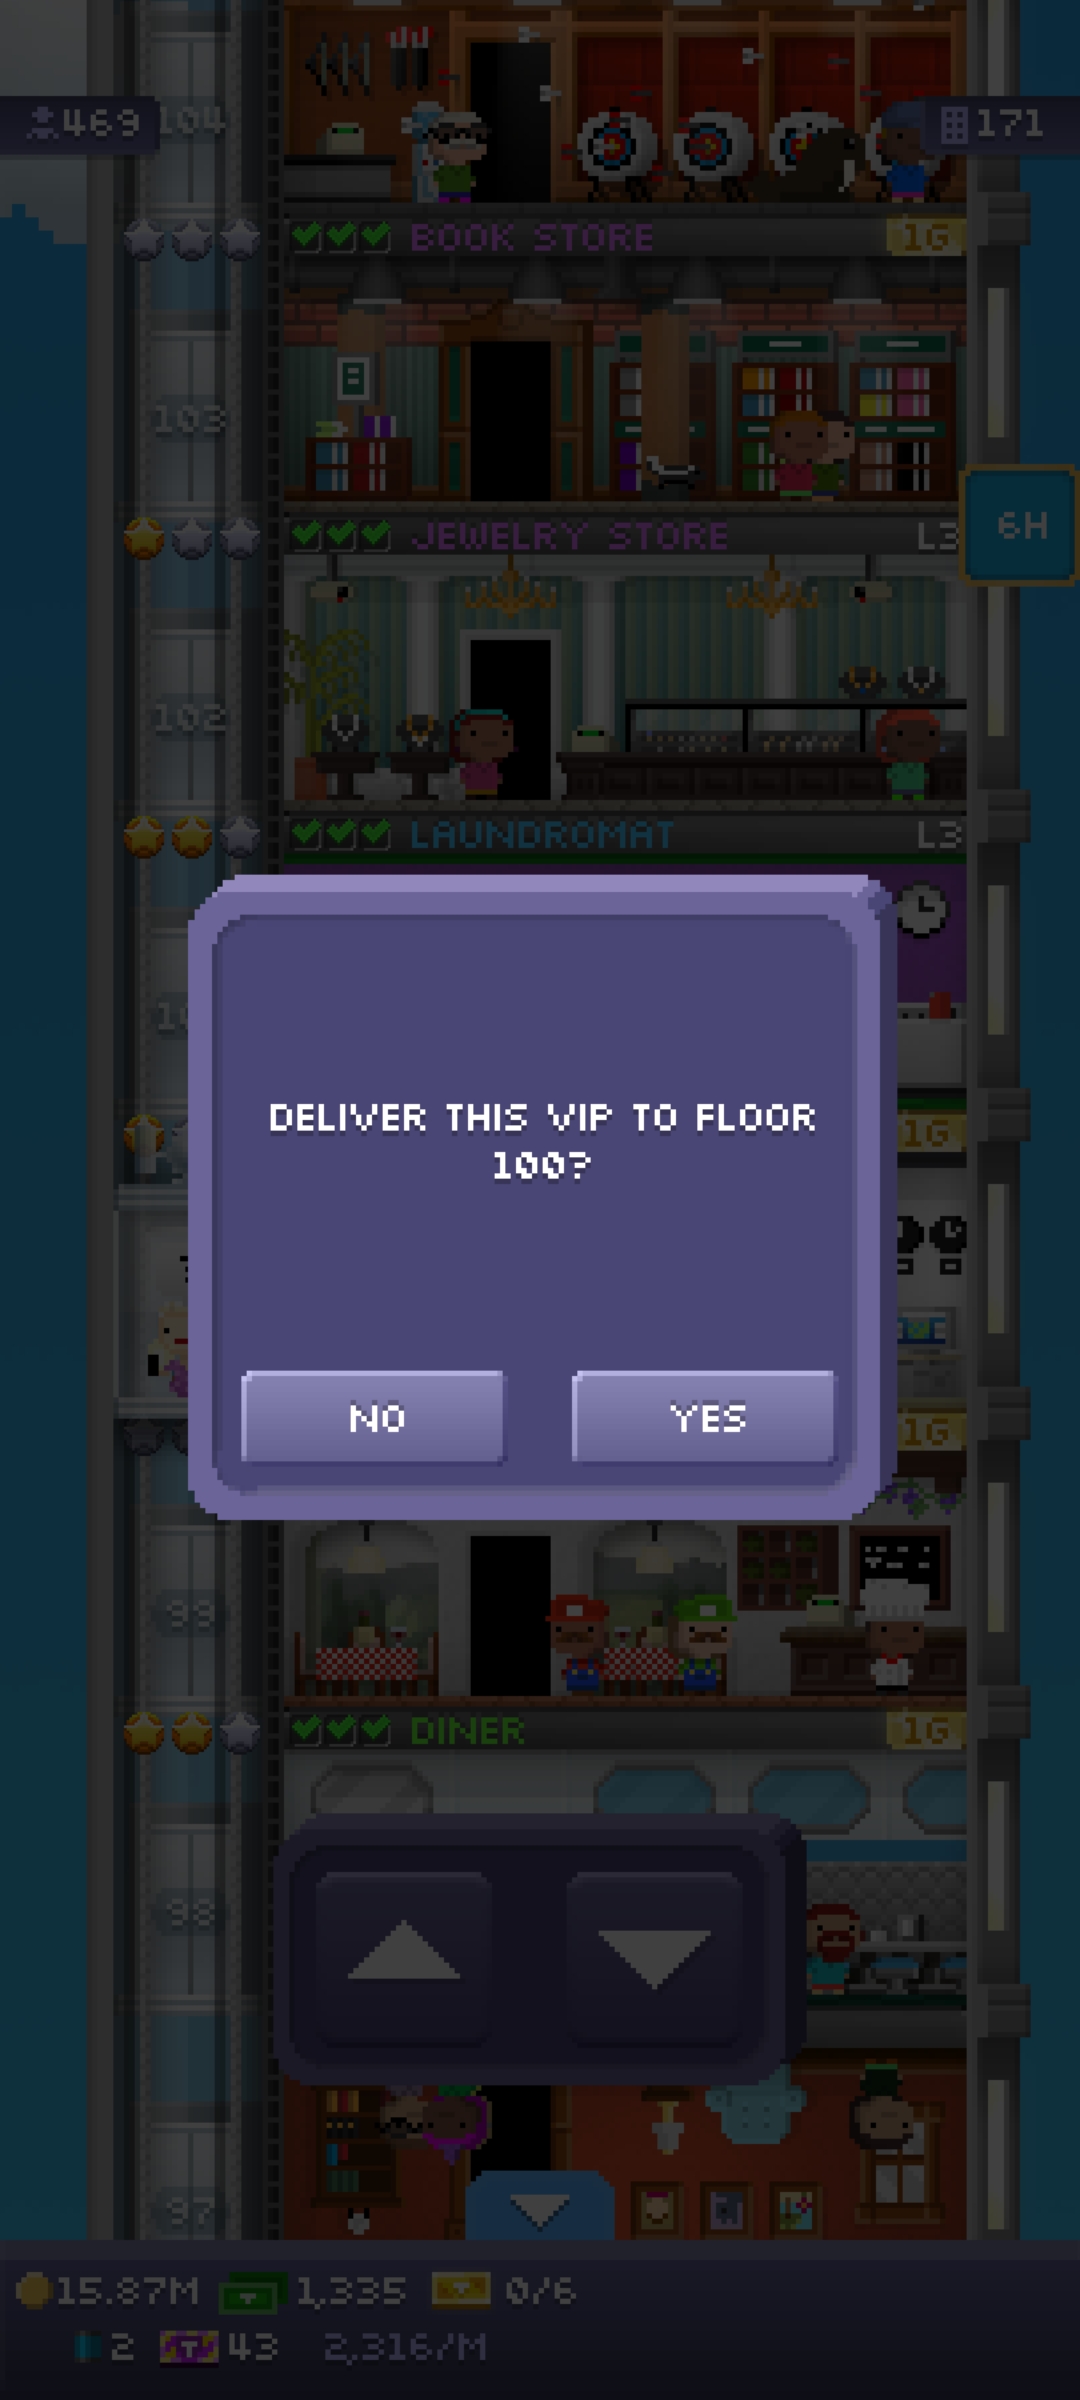 469
104
171
BOOK STORE
1G
103
JEWELRY STORE
L3
6H
102
LAUNDROMAT
L3
1G
DELIVER THIS VIP TO FLOOR
100?
NO
YES
1G
99
DINER
1G
98
97
15.87M
1,335
0/6
2
43
2,316/M